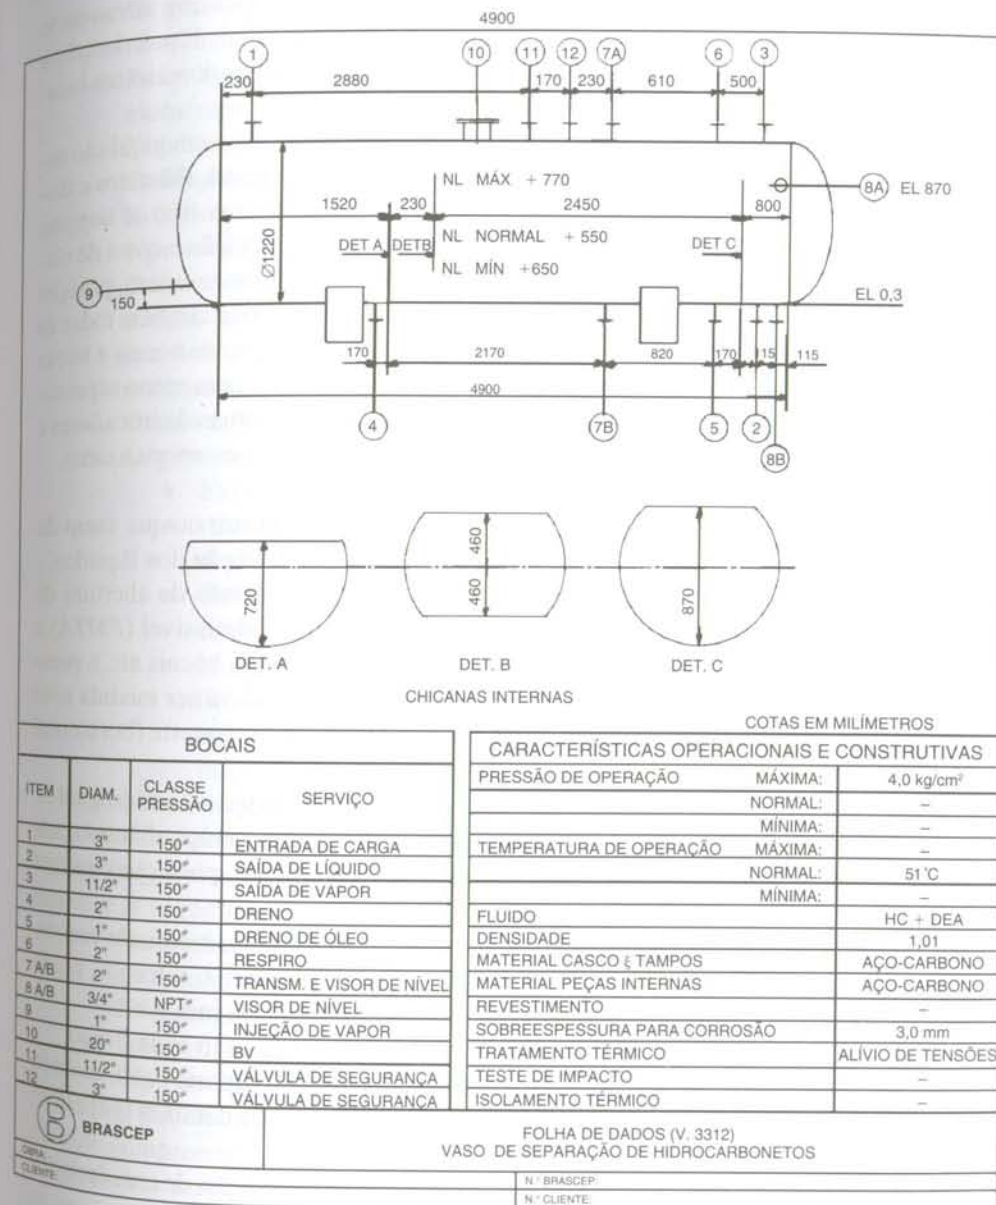 4900
1 10 11 12 7A 6 3
230 2880 170 230 610 500
NL MÁX + 770
8A EL 870
1520 230 2450 800
Ø1220
DET A DETB NL NORMAL + 550 DET C
NL MÍN +650
9 150
EL 0,3
170 2170 820 170 115 115
4900
4 7B 5 2
8B
720 460 460 870
DET. A DET. B DET. C
CHICANAS INTERNAS
COTAS EM MILÍMETROS
BOCAIS
ITEM DIAM. CLASSE PRESSÃO SERVIÇO
1 3" 150# ENTRADA DE CARGA
2 3" 150# SAÍDA DE LÍQUIDO
3 11/2" 150# SAÍDA DE VAPOR
4 2" 150# DRENO
5 1" 150# DRENO DE ÓLEO
6 2" 150# RESPIRO
7 A/B 2" 150# TRANSM. E VISOR DE NÍVEL
8 A/B 3/4" NPT# VISOR DE NÍVEL
9 1" 150# INJEÇÃO DE VAPOR
10 20" 150# BV
11 11/2" 150# VÁLVULA DE SEGURANÇA
12 3" 150# VÁLVULA DE SEGURANÇA
CARACTERÍSTICAS OPERACIONAIS E CONSTRUTIVAS
PRESSÃO DE OPERAÇÃO MÁXIMA: 4,0 kg/cm²
NORMAL: –
MÍNIMA: –
TEMPERATURA DE OPERAÇÃO MÁXIMA: –
NORMAL: 51°C
MÍNIMA: –
FLUIDO HC + DEA
DENSIDADE 1,01
MATERIAL CASCO ξ TAMPOS AÇO-CARBONO
MATERIAL PEÇAS INTERNAS AÇO-CARBONO
REVESTIMENTO –
SOBREESPESSURA PARA CORROSÃO 3,0 mm
TRATAMENTO TÉRMICO ALÍVIO DE TENSÕES
TESTE DE IMPACTO –
ISOLAMENTO TÉRMICO –
B BRASCEP
FOLHA DE DADOS (V. 3312)
VASO DE SEPARAÇÃO DE HIDROCARBONETOS
OBRA:
CLIENTE:
N.º BRASCEP:
N.º CLIENTE: